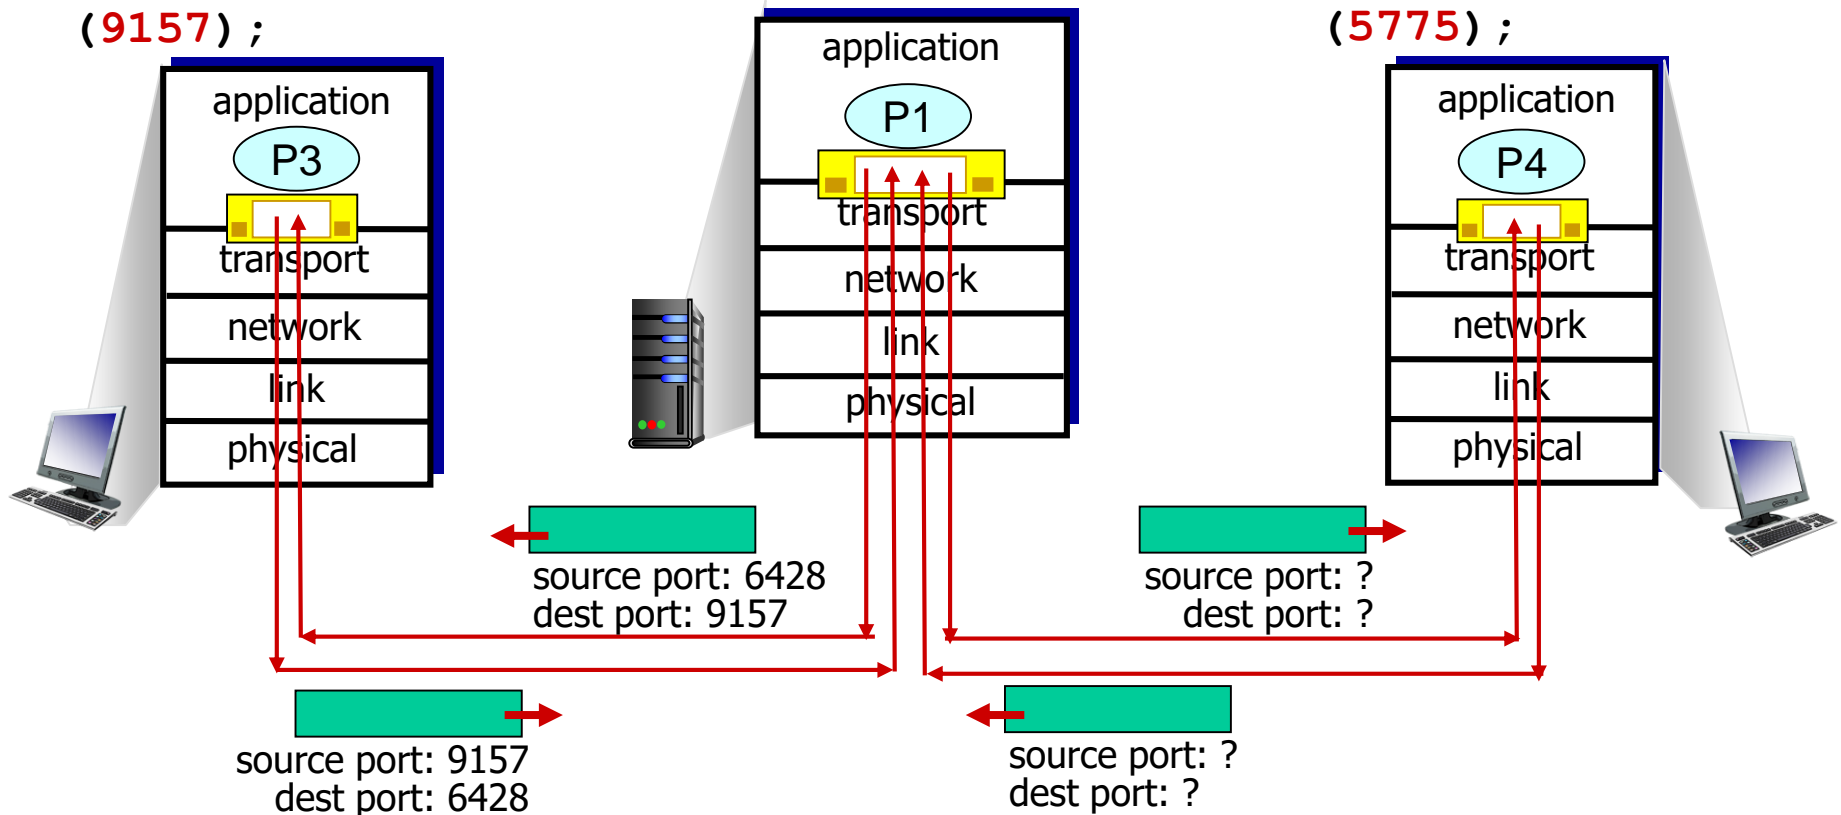 (9157);
application
P3
transport
network
link
physical
application
P1
transport
network
link
physical
(5775);
application
P4
transport
network
link
physical
source port: 6428
dest port: 9157
source port: ?
dest port: ?
source port: 9157
dest port: 6428
source port: ?
dest port: ?